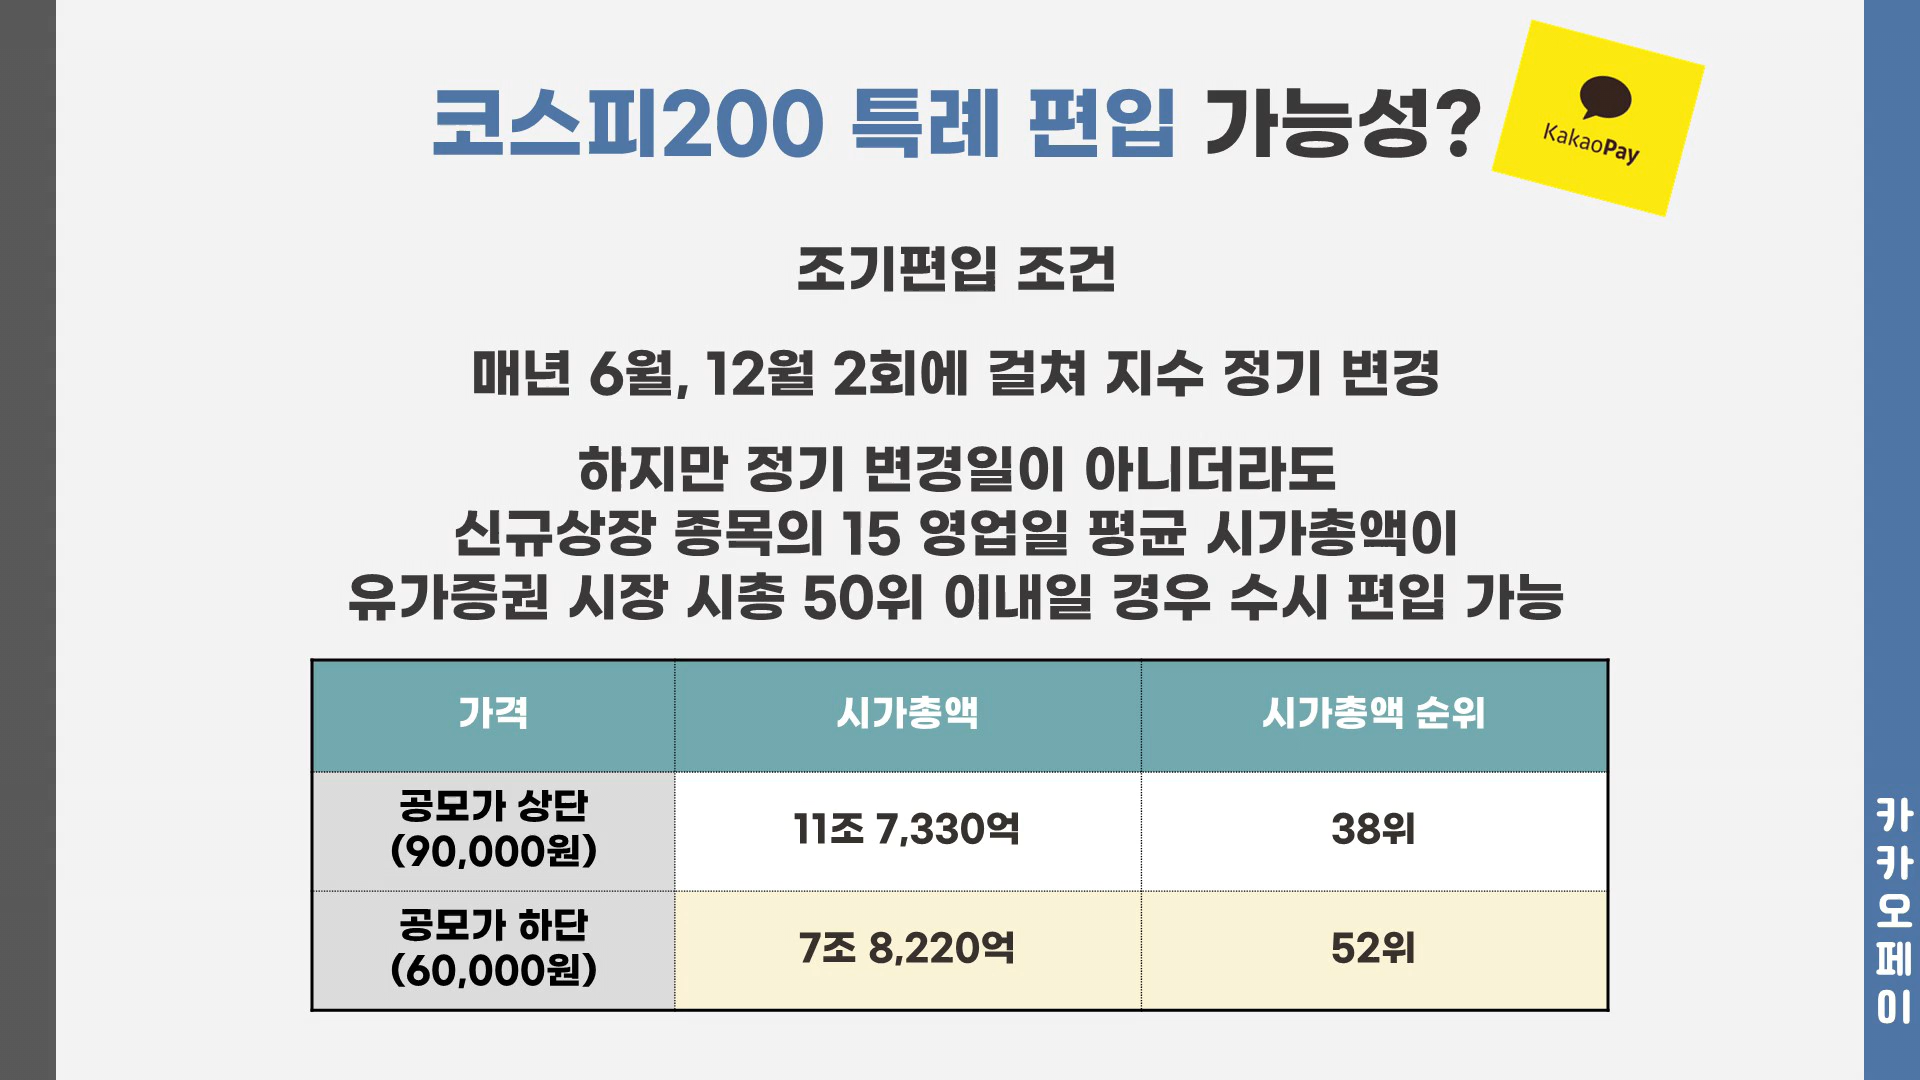 코스피200 특례 편입 가능성?
KakaoPay
조기편입 조건
매년 6월, 12월 2회에 걸쳐 지수 정기 변경
하지만 정기 변경일이 아니더라도
신규상장 종목의 15 영업일 평균 시가총액이
유가증권 시장 시총 50위 이내일 경우 수시 편입 가능
가격 시가총액 시가총액 순위
공모가 상단
(90,000원) 11조 7,330억 38위
공모가 하단
(60,000원) 7조 8,220억 52위
카카오페이